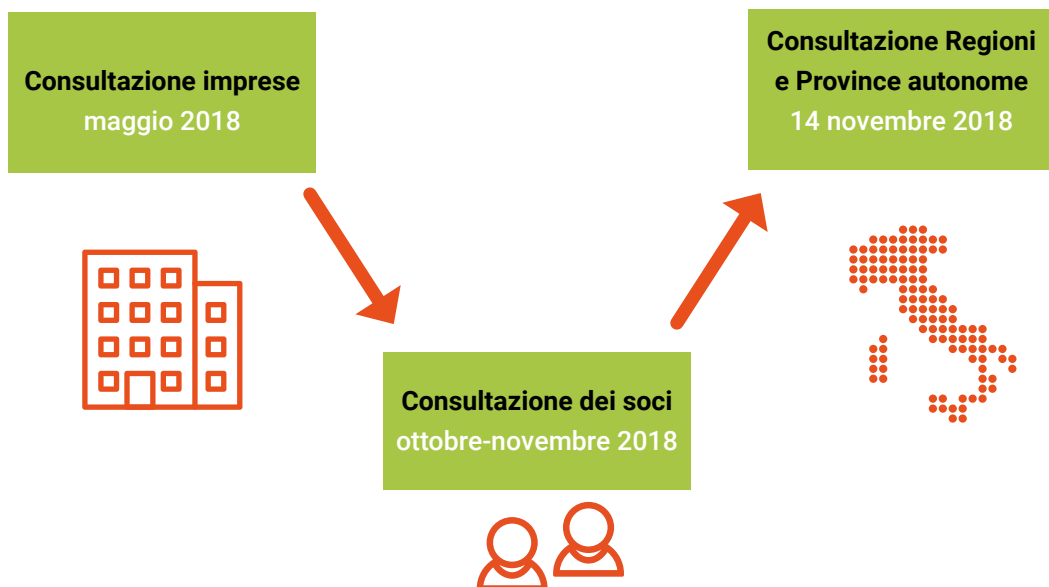 Consultazione imprese
maggio 2018
Consultazione dei soci
ottobre-novembre 2018
Consultazione Regioni
e Province autonome
14 novembre 2018